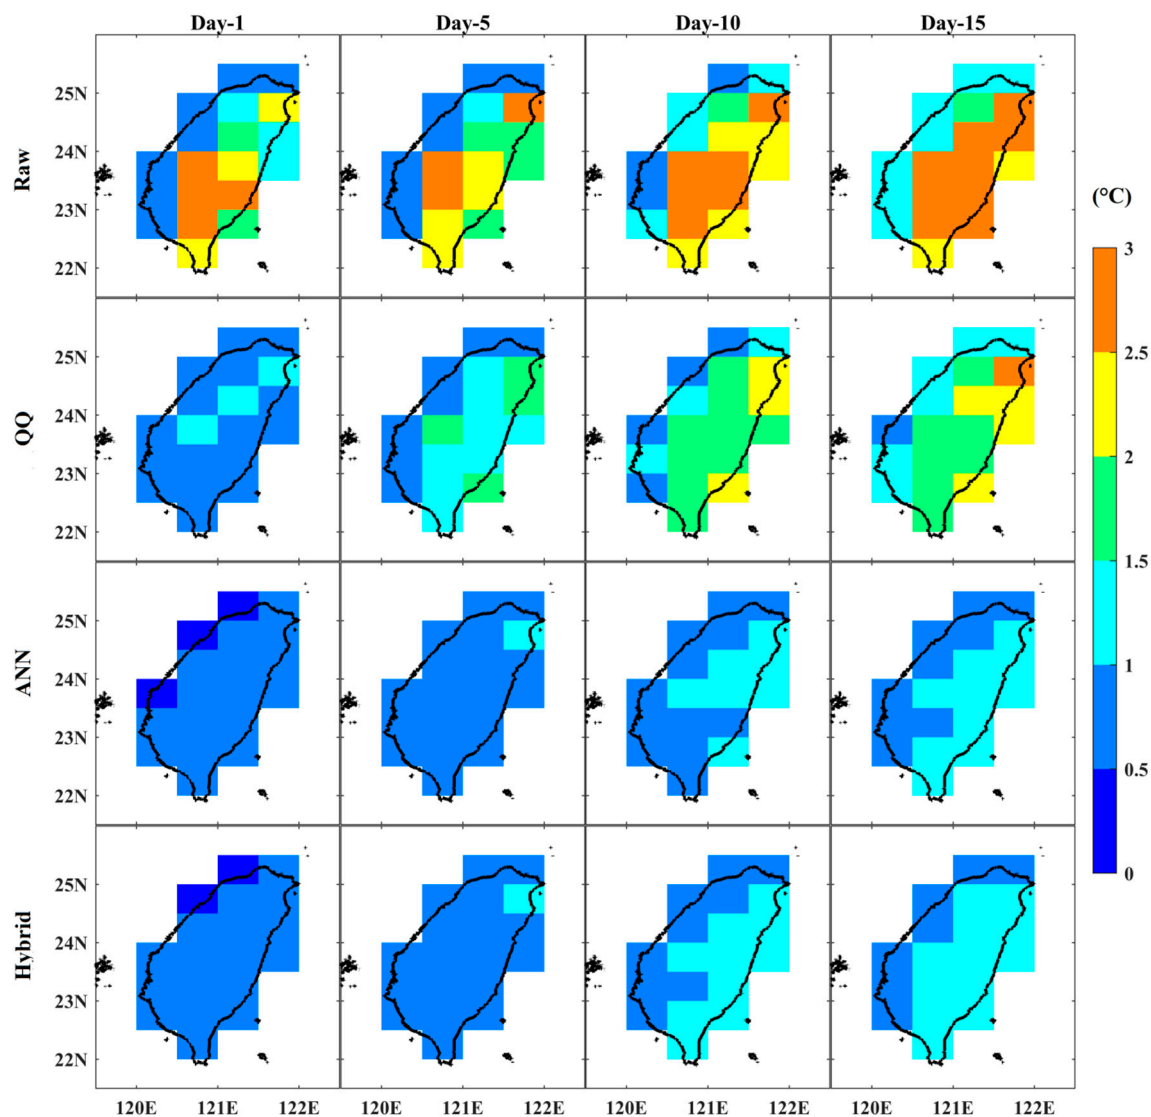 Day-1 Day-5 Day-10 Day-15
25N
24N
23N
22N
Raw
25N
24N
23N
22N
QQ
25N
24N
23N
22N
ANN
25N
24N
23N
22N
Hybrid
120E 121E 122E 120E 121E 122E 120E 121E 122E 120E 121E 122E
(°C)
3
2.5
2
1.5
1
0.5
0